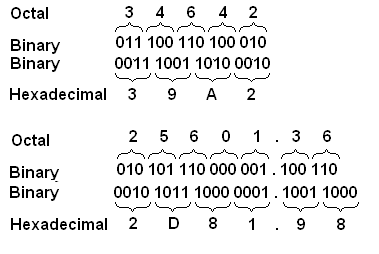 Octal 3 4 6 4 2
Binary 011 100 110 100 010
Binary 0011 1001 1010 0010
Hexadecimal 3 9 A 2
Octal 2 5 6 0 1 . 3 6
Binary 010 101 110 000 001 . 100 110
Binary 0010 1011 1000 0001 . 1001 1000
Hexadecimal 2 D 8 1 . 9 8